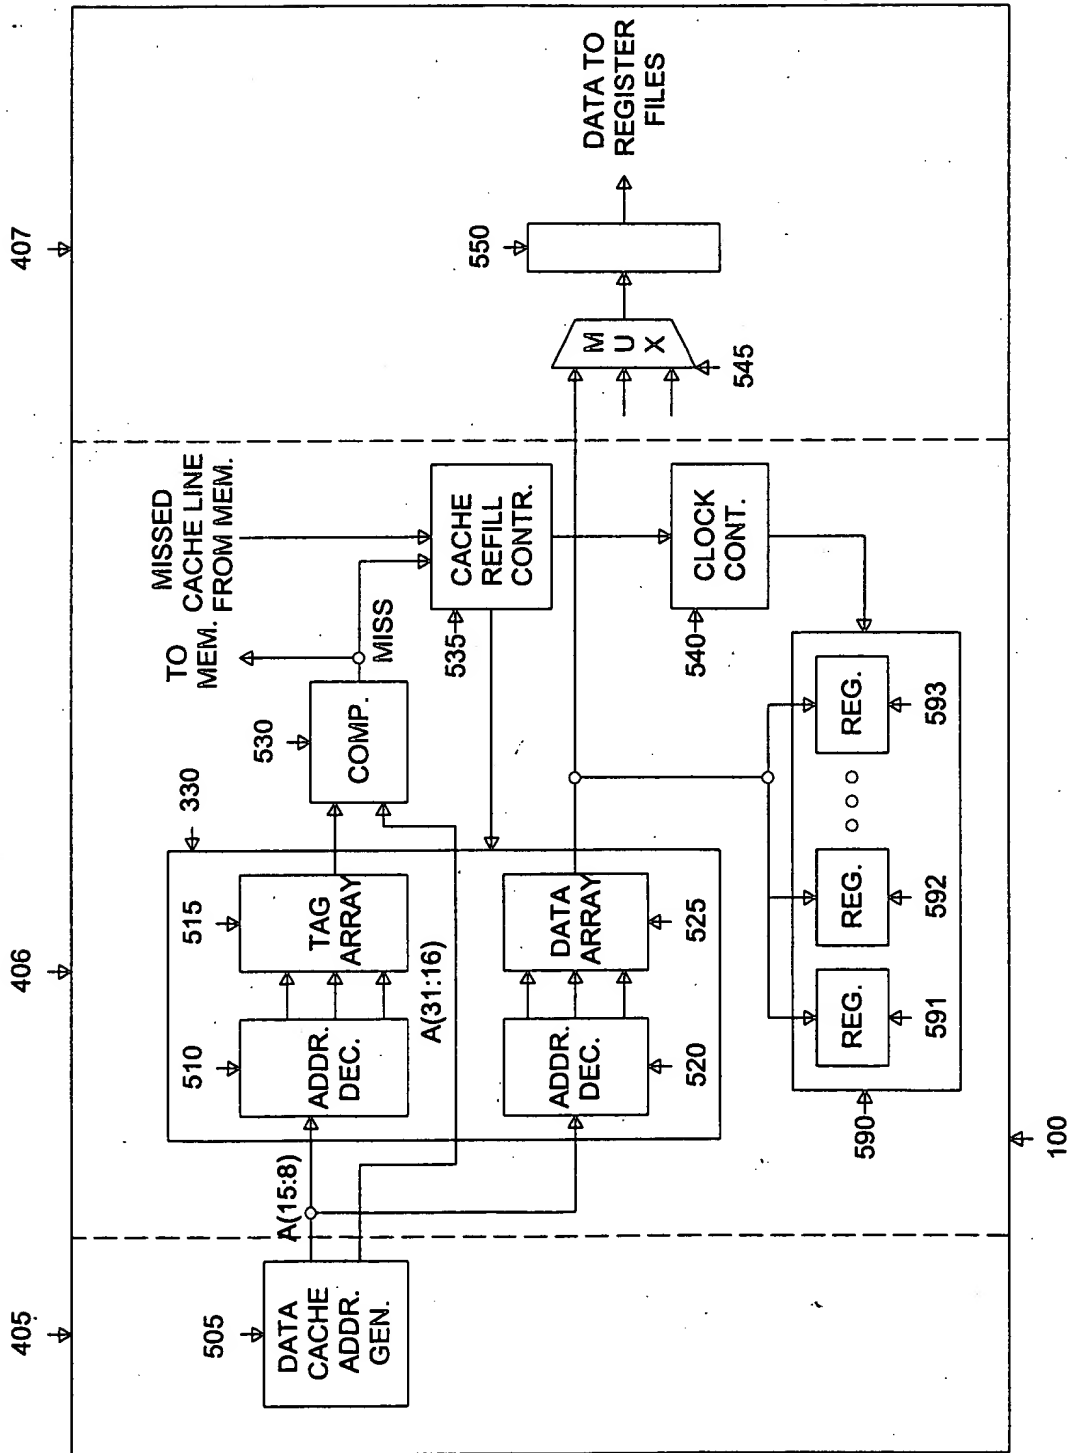 405
406
407
505
DATA
CACHE
ADDR.
GEN.
A(15:8)
A(31:16)
510
ADDR.
DEC.
515
TAG
ARRAY
330
520
ADDR.
DEC.
525
DATA
ARRAY
530
COMP.
TO
MEM.
MISSED
CACHE LINE
FROM MEM.
MISS
535
CACHE
REFILL
CONTR.
540
CLOCK
CONT.
590
REG.
591
REG.
592
REG.
593
MUX
545
550
DATA TO
REGISTER
FILES
100